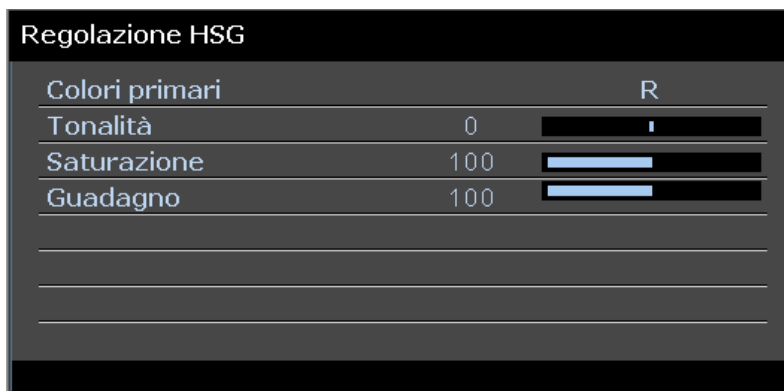 Regolazione HSG
Colori primari R
Tonalità 0
Saturazione 100
Guadagno 100